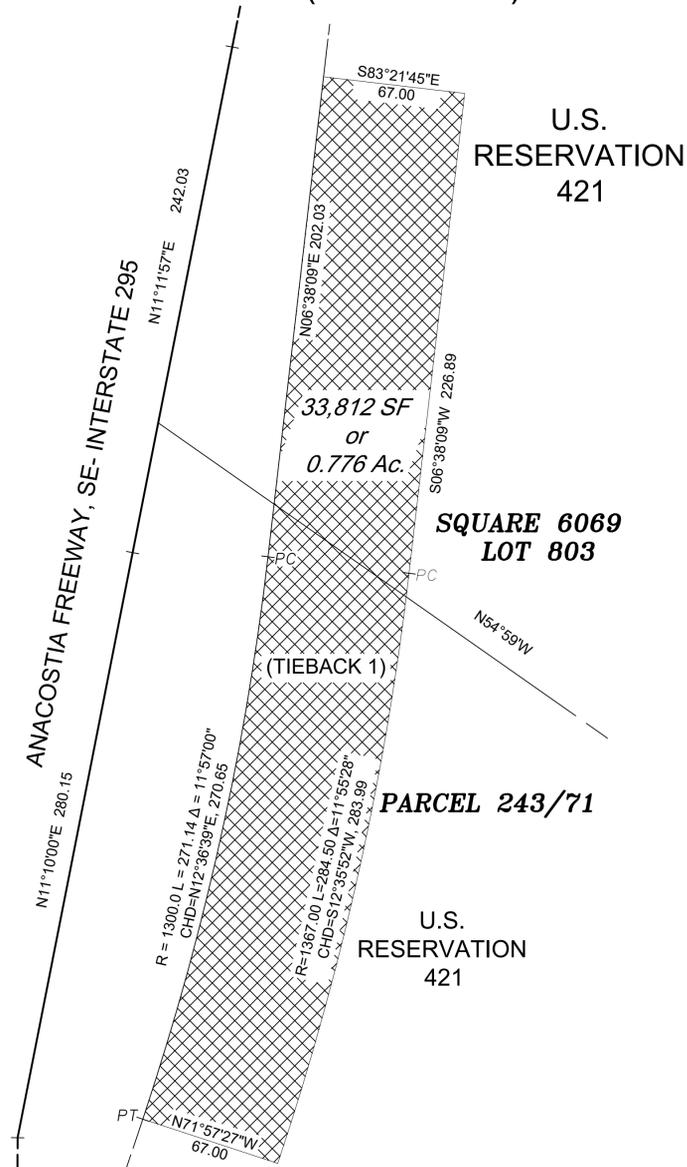 S83°21'45"E
67.00
U.S.
RESERVATION
421
242.03
N11°11'57"E
N06°38'09"E 202.03
ANACOSTIA FREEWAY, SE- INTERSTATE 295
33,812 SF
or
0.776 Ac.
S06°38'09"W 226.89
SQUARE 6069
LOT 803
PC
PC
N54°59'W
(TIEBACK 1)
N11°10'00"E 280.15
R = 1300.0 L = 271.14 Δ = 11°57'00"
CHD=N12°36'39"E, 270.65
R=1367.00 L=284.50 Δ=11°55'28"
CHD=S12°35'52"W, 283.99
PARCEL 243/71
U.S.
RESERVATION
421
PT
N71°57'27"W
67.00